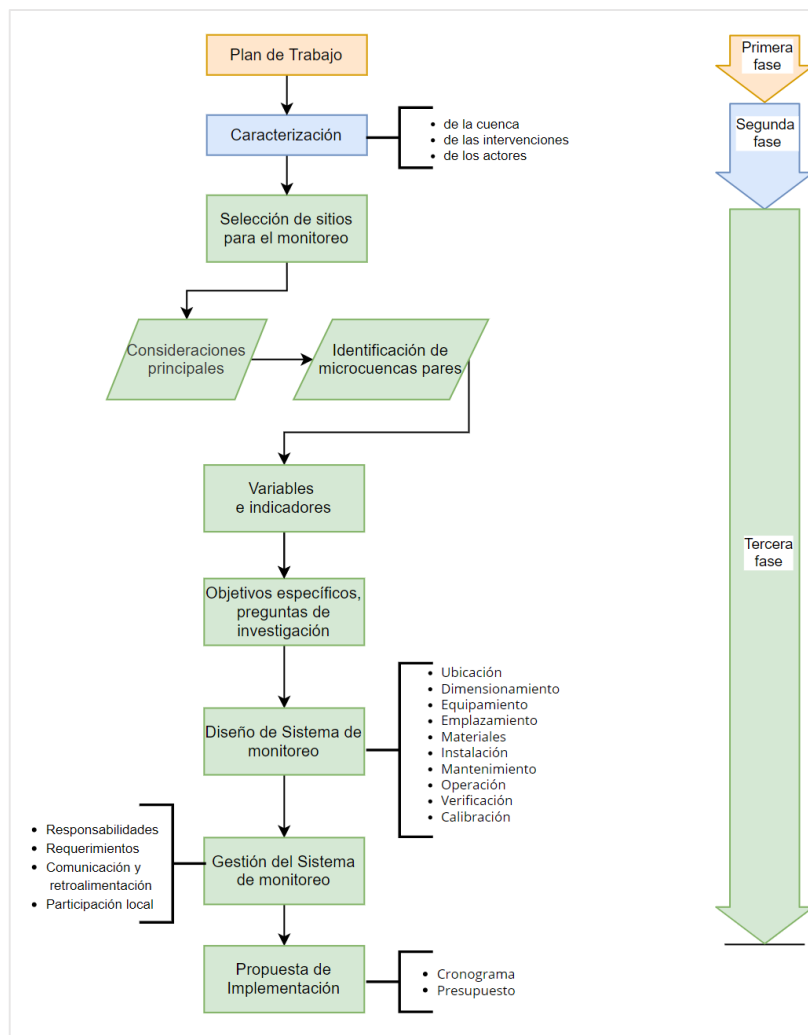 Plan de Trabajo
Primera
fase
Caracterización
de la cuenca
de las intervenciones
de los actores
Segunda
fase
Selección de sitios
para el monitoreo
Consideraciones
principales
Identificación de
microcuencas pares
Variables
e indicadores
Tercera
fase
Objetivos específicos,
preguntas de
investigación
Diseño de Sistema de
monitoreo
Ubicación
Dimensionamiento
Equipamiento
Emplazamiento
Materiales
Instalación
Mantenimiento
Operación
Verificación
Calibración
Responsabilidades
Requerimientos
Comunicación y
retroalimentación
Participación local
Gestión del Sistema
de monitoreo
Propuesta de
Implementación
Cronograma
Presupuesto